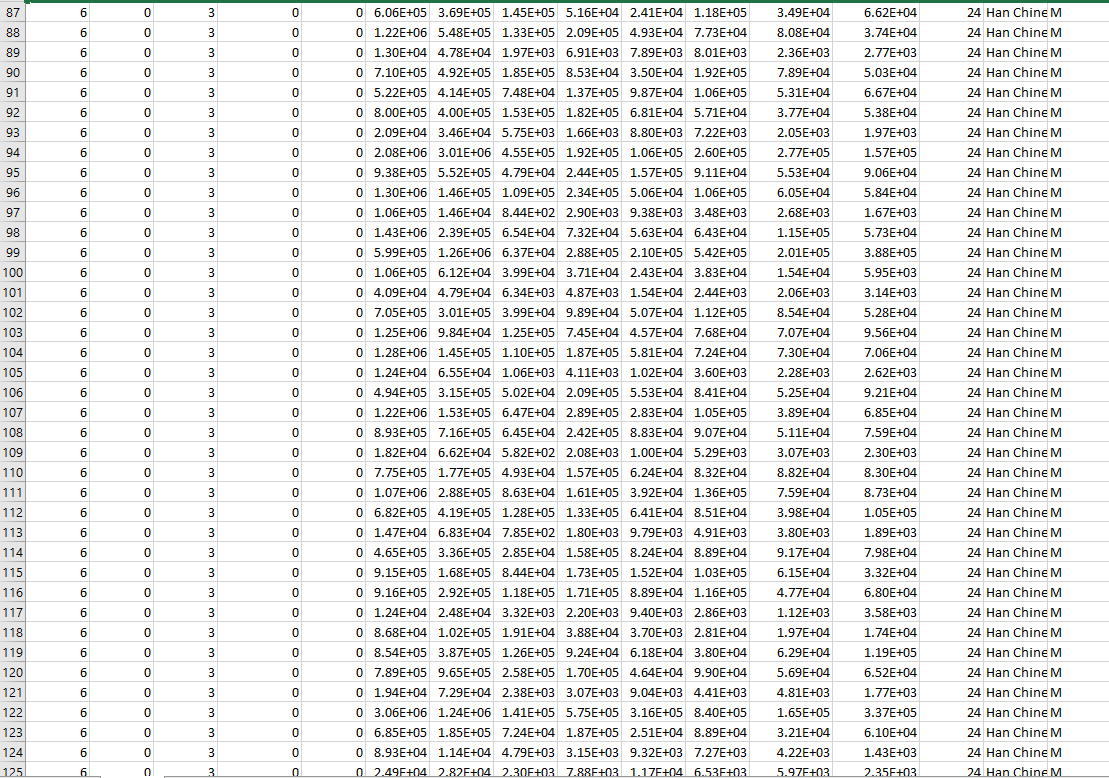 87 6 0 3 0 0 6.06E+05 3.69E+05 1.45E+05 5.16E+04 2.41E+04 1.18E+05 3.49E+04 6.62E+04 24 Han Chine M
88 6 0 3 0 0 1.22E+06 5.48E+05 1.33E+05 2.09E+05 4.93E+04 7.73E+04 8.08E+04 3.74E+04 24 Han Chine M
89 6 0 3 0 0 1.30E+04 4.78E+04 1.97E+03 6.91E+03 7.89E+03 8.01E+03 2.36E+03 2.77E+03 24 Han Chine M
90 6 0 3 0 0 7.10E+05 4.92E+05 1.85E+05 8.53E+04 3.50E+04 1.92E+05 7.89E+04 5.03E+04 24 Han Chine M
91 6 0 3 0 0 5.22E+05 4.14E+05 7.48E+04 1.37E+05 9.87E+04 1.06E+05 5.31E+04 6.67E+04 24 Han Chine M
92 6 0 3 0 0 8.00E+05 4.00E+05 1.53E+05 1.82E+05 6.81E+04 5.71E+04 3.77E+04 5.38E+04 24 Han Chine M
93 6 0 3 0 0 2.09E+04 3.46E+04 5.75E+03 1.66E+03 8.80E+03 7.22E+03 2.05E+03 1.97E+03 24 Han Chine M
94 6 0 3 0 0 2.08E+06 3.01E+06 4.55E+05 1.92E+05 1.06E+05 2.60E+05 2.77E+05 1.57E+05 24 Han Chine M
95 6 0 3 0 0 9.38E+05 5.52E+05 4.79E+04 2.44E+05 1.57E+05 9.11E+04 5.53E+04 9.06E+04 24 Han Chine M
96 6 0 3 0 0 1.30E+06 1.46E+05 1.09E+05 2.34E+05 5.06E+04 1.06E+05 6.05E+04 5.84E+04 24 Han Chine M
97 6 0 3 0 0 1.06E+05 1.46E+04 8.44E+02 2.90E+03 9.38E+03 3.48E+03 2.68E+03 1.67E+03 24 Han Chine M
98 6 0 3 0 0 1.43E+06 2.39E+05 6.54E+04 7.32E+04 5.63E+04 6.43E+04 1.15E+05 5.73E+04 24 Han Chine M
99 6 0 3 0 0 5.99E+05 1.26E+06 6.37E+04 2.88E+05 2.10E+05 5.42E+05 2.01E+05 3.88E+05 24 Han Chine M
100 6 0 3 0 0 1.06E+05 6.12E+04 3.99E+04 3.71E+04 2.43E+04 3.83E+04 1.54E+04 5.95E+03 24 Han Chine M
101 6 0 3 0 0 4.09E+04 4.79E+04 6.34E+03 4.87E+03 1.54E+04 2.44E+03 2.06E+03 3.14E+03 24 Han Chine M
102 6 0 3 0 0 7.05E+05 3.01E+05 3.99E+04 9.89E+04 5.07E+04 1.12E+05 8.54E+04 5.28E+04 24 Han Chine M
103 6 0 3 0 0 1.25E+06 9.84E+04 1.25E+05 7.45E+04 4.57E+04 7.68E+04 7.07E+04 9.56E+04 24 Han Chine M
104 6 0 3 0 0 1.28E+06 1.45E+05 1.10E+05 1.87E+05 5.81E+04 7.24E+04 7.30E+04 7.06E+04 24 Han Chine M
105 6 0 3 0 0 1.24E+04 6.55E+04 1.06E+03 4.11E+03 1.02E+04 3.60E+03 2.28E+03 2.62E+03 24 Han Chine M
106 6 0 3 0 0 4.94E+05 3.15E+05 5.02E+04 2.09E+05 5.53E+04 8.41E+04 5.25E+04 9.21E+04 24 Han Chine M
107 6 0 3 0 0 1.22E+06 1.53E+05 6.47E+04 2.89E+05 2.83E+04 1.05E+05 3.89E+04 6.85E+04 24 Han Chine M
108 6 0 3 0 0 8.93E+05 7.16E+05 6.45E+04 2.42E+05 8.83E+04 9.07E+04 5.11E+04 7.59E+04 24 Han Chine M
109 6 0 3 0 0 1.82E+04 6.62E+04 5.82E+02 2.08E+03 1.00E+04 5.29E+03 3.07E+03 2.30E+03 24 Han Chine M
110 6 0 3 0 0 7.75E+05 1.77E+05 4.93E+04 1.57E+05 6.24E+04 8.32E+04 8.82E+04 8.30E+04 24 Han Chine M
111 6 0 3 0 0 1.07E+06 2.88E+05 8.63E+04 1.61E+05 3.92E+04 1.36E+05 7.59E+04 8.73E+04 24 Han Chine M
112 6 0 3 0 0 6.82E+05 4.19E+05 1.28E+05 1.33E+05 6.41E+04 8.51E+04 3.98E+04 1.05E+05 24 Han Chine M
113 6 0 3 0 0 1.47E+04 6.83E+04 7.85E+02 1.80E+03 9.79E+03 4.91E+03 3.80E+03 1.89E+03 24 Han Chine M
114 6 0 3 0 0 4.65E+05 3.36E+05 2.85E+04 1.58E+05 8.24E+04 8.89E+04 9.17E+04 7.98E+04 24 Han Chine M
115 6 0 3 0 0 9.15E+05 1.68E+05 8.44E+04 1.73E+05 1.52E+04 1.03E+05 6.15E+04 3.32E+04 24 Han Chine M
116 6 0 3 0 0 9.16E+05 2.92E+05 1.18E+05 1.71E+05 8.89E+04 1.16E+05 4.77E+04 6.80E+04 24 Han Chine M
117 6 0 3 0 0 1.24E+04 2.48E+04 3.32E+03 2.20E+03 9.40E+03 2.86E+03 1.12E+03 3.58E+03 24 Han Chine M
118 6 0 3 0 0 8.68E+04 1.02E+05 1.91E+04 3.88E+04 3.70E+03 2.81E+04 1.97E+04 1.74E+04 24 Han Chine M
119 6 0 3 0 0 8.54E+05 3.87E+05 1.26E+05 9.24E+04 6.18E+04 3.80E+04 6.29E+04 1.19E+05 24 Han Chine M
120 6 0 3 0 0 7.89E+05 9.65E+05 2.58E+05 1.70E+05 4.64E+04 9.90E+04 5.69E+04 6.52E+04 24 Han Chine M
121 6 0 3 0 0 1.94E+04 7.29E+04 2.38E+03 3.07E+03 9.04E+03 4.41E+03 4.81E+03 1.77E+03 24 Han Chine M
122 6 0 3 0 0 3.06E+06 1.24E+06 1.41E+05 5.75E+05 3.16E+05 8.40E+05 1.65E+05 3.37E+05 24 Han Chine M
123 6 0 3 0 0 6.85E+05 1.85E+05 7.24E+04 1.87E+05 2.51E+04 8.89E+04 3.21E+04 6.10E+04 24 Han Chine M
124 6 0 3 0 0 8.93E+04 1.14E+04 4.79E+03 3.15E+03 9.32E+03 7.27E+03 4.22E+03 1.43E+03 24 Han Chine M
125 6 0 3 0 0 2.49E+04 2.82E+04 2.30E+03 7.88E+03 1.17E+04 6.53E+03 5.97E+03 2.35E+03 24 Han Chine M